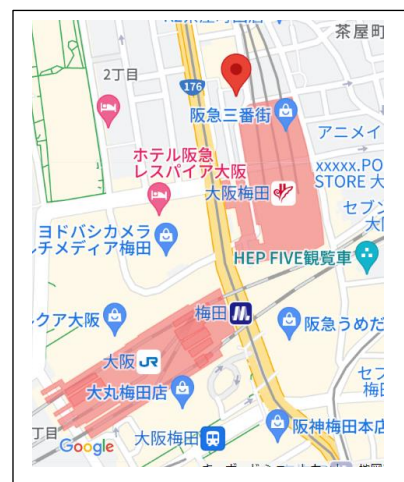 茶屋町
2丁目
176
阪急三番街
アニメイ
ホテル阪急
レスパイア大阪
xxxxx.PO
STORE 大
大阪梅田
セブン
ヨドバシカメラ
ルチメディア梅田
HEP FIVE観覧車
梅田
ルクア大阪
阪急うめだ
大阪 JR
セブ
梅田
大丸梅田店
丁目
Google
大阪梅田
阪神梅田本店